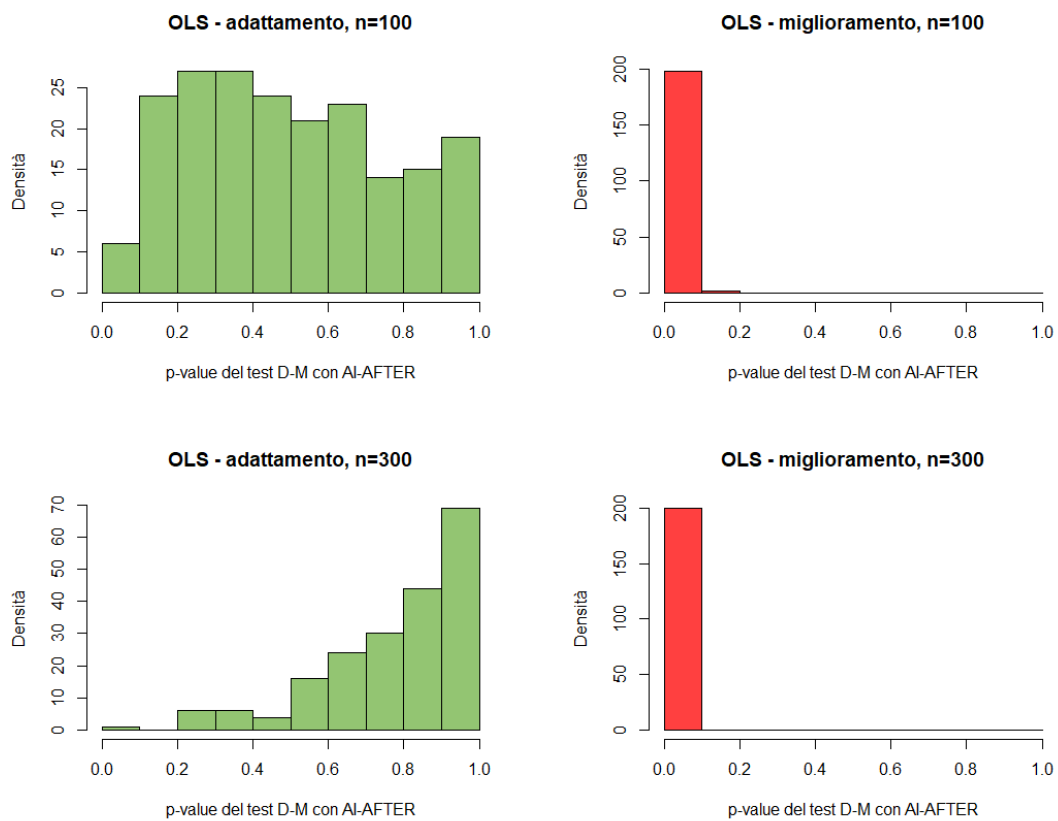 OLS - adattamento, n=100
Densità
0
5
10
15
20
25
0.0 0.2 0.4 0.6 0.8 1.0
p-value del test D-M con AI-AFTER
OLS - miglioramento, n=100
Densità
0
50
100
150
200
0.0 0.2 0.4 0.6 0.8 1.0
p-value del test D-M con AI-AFTER
OLS - adattamento, n=300
Densità
0
10
20
30
40
50
60
70
0.0 0.2 0.4 0.6 0.8 1.0
p-value del test D-M con AI-AFTER
OLS - miglioramento, n=300
Densità
0
50
100
150
200
0.0 0.2 0.4 0.6 0.8 1.0
p-value del test D-M con AI-AFTER